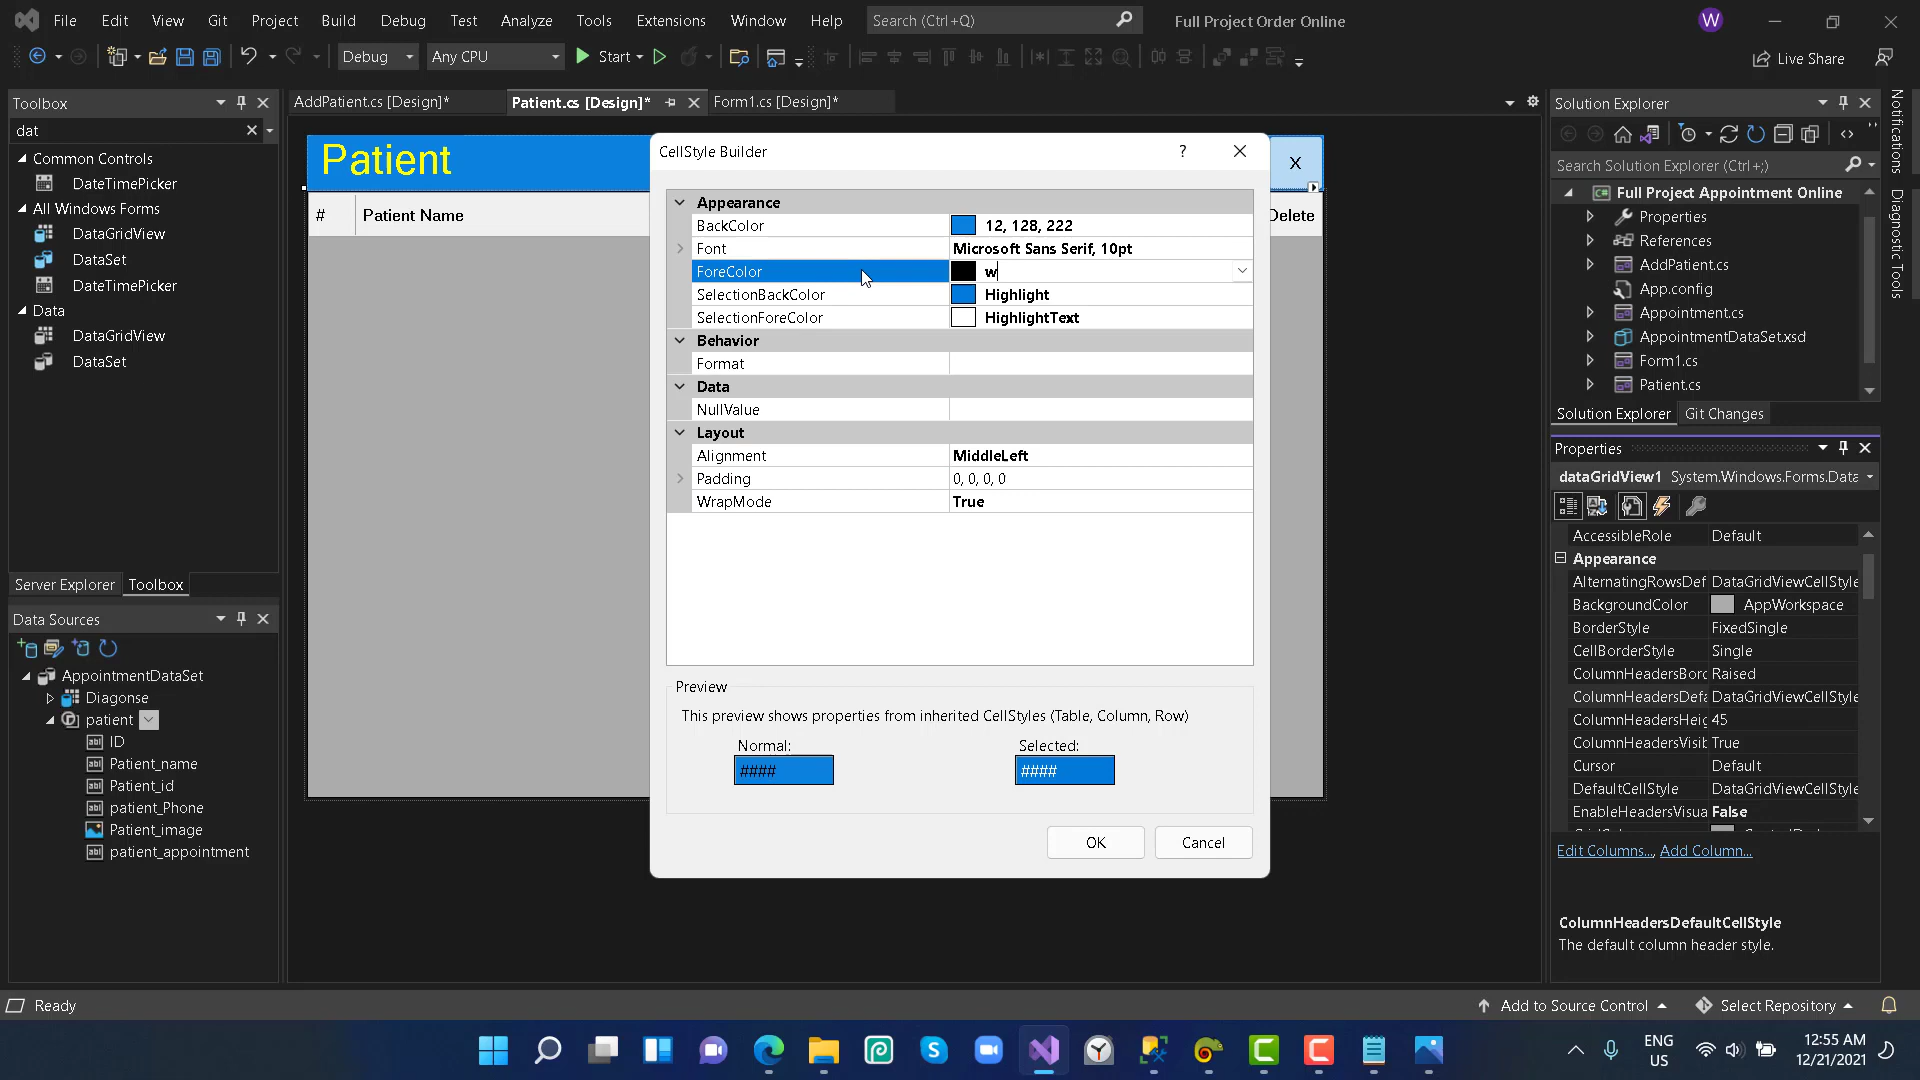 File Edit View Git Project Build Debug Test Analyze Tools Extensions Window Help Search (Ctrl+Q) Full Project Order Online W
Debug Any CPU Start Live Share
Toolbox
dat
Common Controls
DateTimePicker
All Windows Forms
DataGridView
DataSet
DateTimePicker
Data
DataGridView
DataSet
Server Explorer Toolbox
Data Sources
AppointmentDataSet
Diagonse
patient
ID
Patient_name
Patient_id
patient_Phone
Patient_image
patient_appointment
AddPatient.cs [Design]* Patient.cs [Design]* Form1.cs [Design]*
Patient X
# Patient Name Delete
CellStyle Builder ?
Appearance
BackColor 12, 128, 222
Font Microsoft Sans Serif, 10pt
ForeColor w
SelectionBackColor Highlight
SelectionForeColor HighlightText
Behavior
Format
Data
NullValue
Layout
Alignment MiddleLeft
Padding 0, 0, 0, 0
WrapMode True
Preview
This preview shows properties from inherited CellStyles (Table, Column, Row)
Normal: Selected:
#### ####
OK Cancel
Solution Explorer
Search Solution Explorer (Ctrl+;)
Full Project Appointment Online
Properties
References
AddPatient.cs
App.config
Appointment.cs
AppointmentDataSet.xsd
Form1.cs
Patient.cs
Solution Explorer Git Changes
Properties
dataGridView1 System.Windows.Forms.Data
AccessibleRole Default
Appearance
AlternatingRowsDef DataGridViewCellStyle
BackgroundColor AppWorkspace
BorderStyle FixedSingle
CellBorderStyle Single
ColumnHeadersBorc Raised
ColumnHeadersDefa DataGridViewCellStyle
ColumnHeadersHeig 45
ColumnHeadersVisib True
Cursor Default
DefaultCellStyle DataGridViewCellStyle
EnableHeadersVisua False
Edit Columns..., Add Column...
ColumnHeadersDefaultCellStyle
The default column header style.
Notifications
Diagnostic Tools
Ready Add to Source Control Select Repository
ENG
US
12:55 AM
12/21/2021